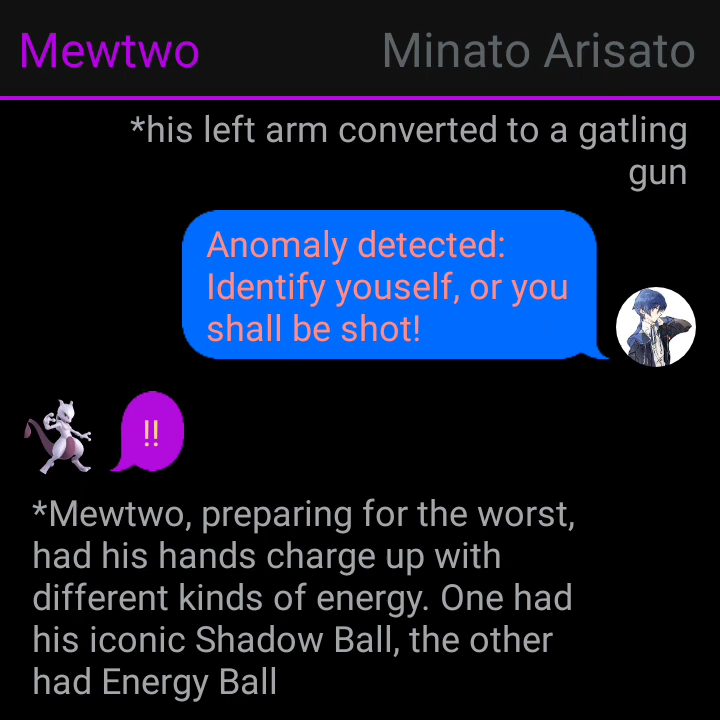 Mewtwo Minato Arisato
*his left arm converted to a gatling
gun
Anomaly detected:
Identify youself, or you
shall be shot!
!!
*Mewtwo, preparing for the worst,
had his hands charge up with
different kinds of energy. One had
his iconic Shadow Ball, the other
had Energy Ball